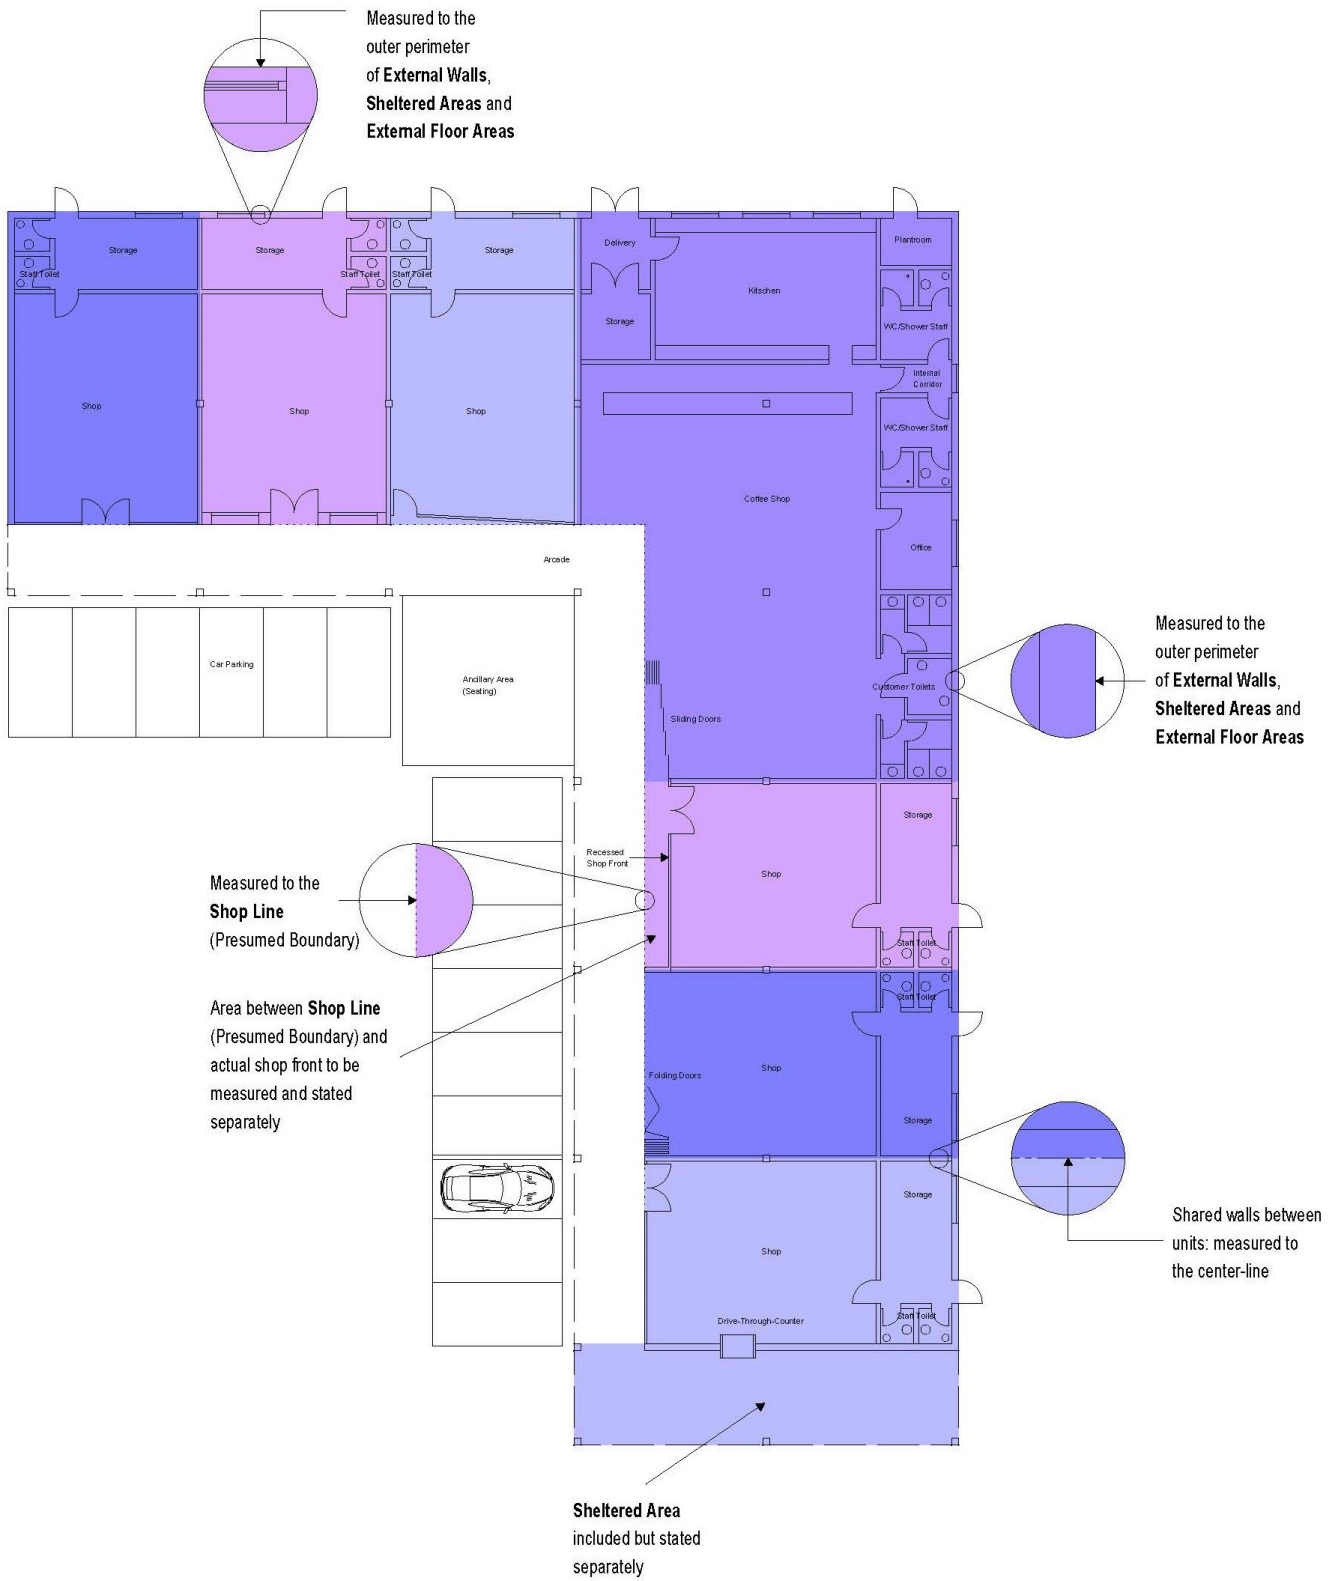 Measured to the
outer perimeter
of External Walls,
Sheltered Areas and
External Floor Areas
Storage
Storage
Storage
Delivery
Plantroom
Staff Toilet
Staff Toilet
Staff Toilet
Kitschen
Storage
WC/Shower Staff
Internal
Corridor
Shop
Shop
Shop
WC/Shower Staff
Coffee Shop
Office
Arcade
Car Parking
Ancillary Area
(Seating)
Customer Toilets
Sliding Doors
Measured to the
outer perimeter
of External Walls,
Sheltered Areas and
External Floor Areas
Storage
Recessed
Shop Front
Shop
Measured to the
Shop Line
(Presumed Boundary)
Staff Toilet
Staff Toilet
Area between Shop Line
(Presumed Boundary) and
actual shop front to be
measured and stated
separately
Shop
Folding Doors
Storage
Storage
Shared walls between
units: measured to
the center-line
Shop
Drive-Through-Counter
Staff Toilet
Sheltered Area
included but stated
separately